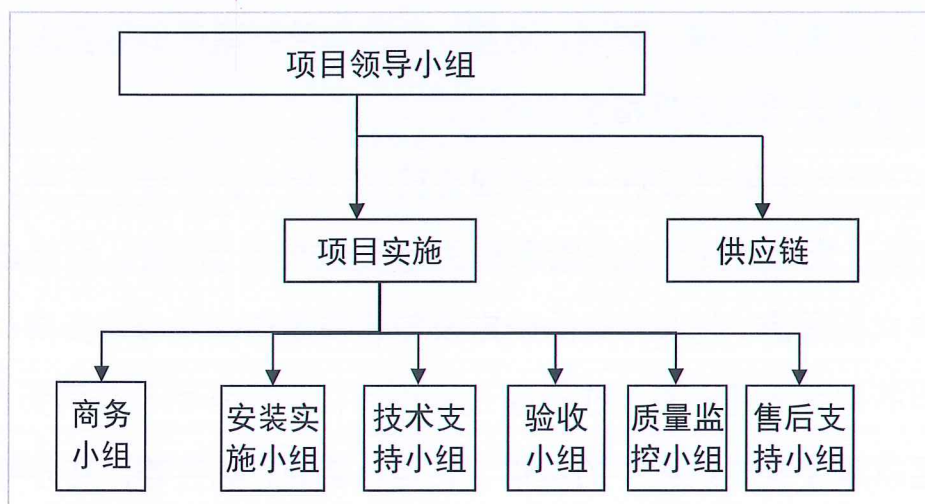 项目领导小组
项目实施
供应链
商务
小组
安装实
施小组
技术支
持小组
验收
小组
质量监
控小组
售后支
持小组